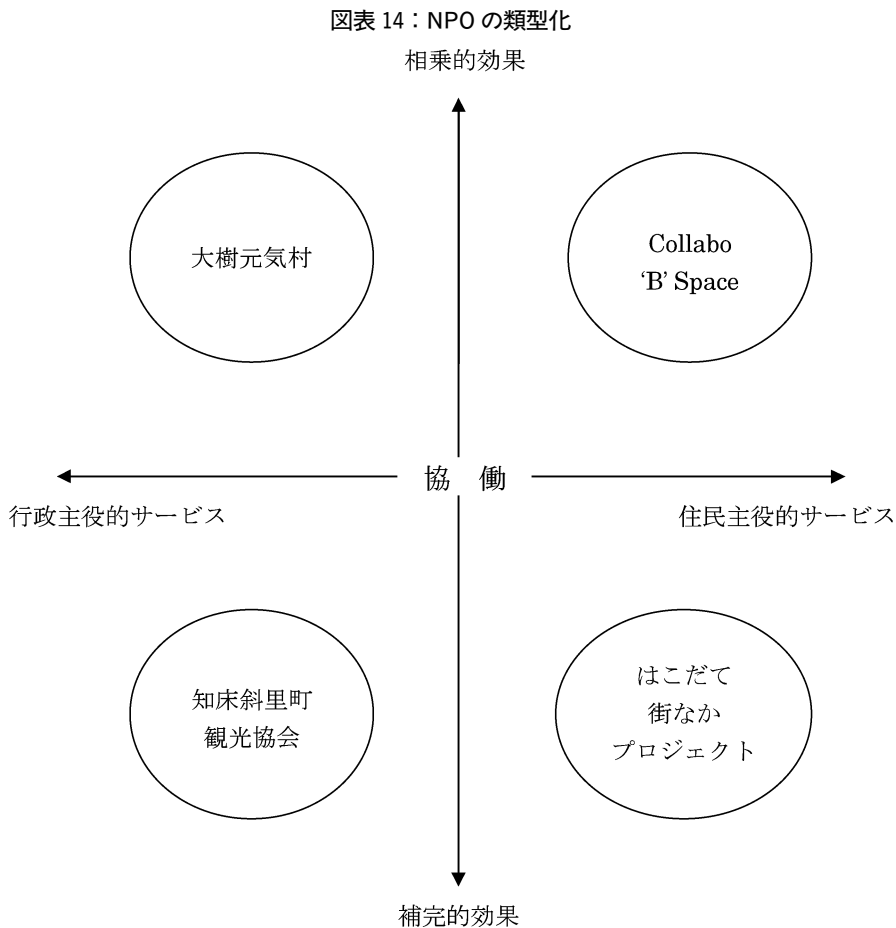 図表 14：NPO の類型化
相乗的効果
大樹元気村
Collabo
‘B’ Space
協　働
行政主役的サービス
住民主役的サービス
知床斜里町
観光協会
はこだて
街なか
プロジェクト
補完的効果